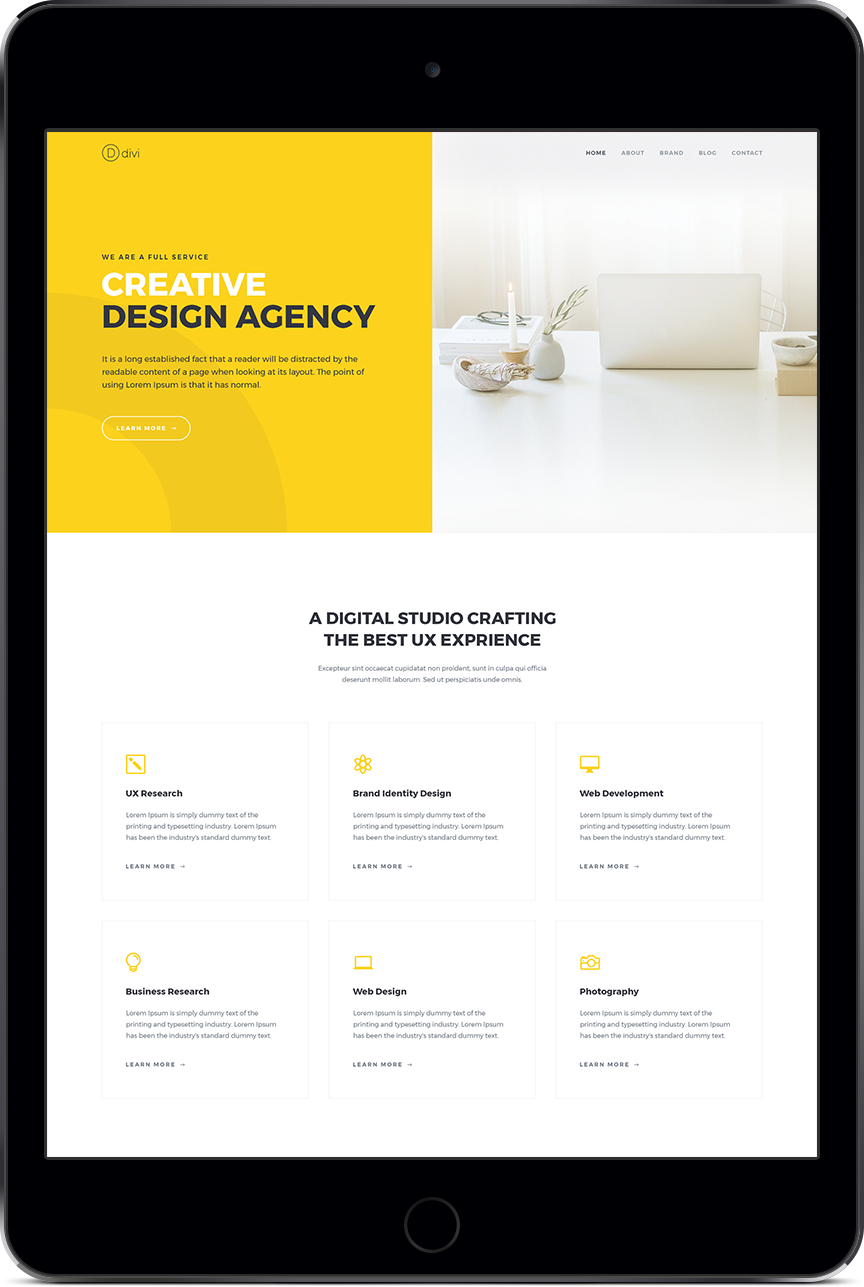 D divi
HOME ABOUT BRAND BLOG CONTACT
WE ARE A FULL SERVICE
CREATIVE
DESIGN AGENCY
It is a long established fact that a reader will be distracted by the
readable content of a page when looking at its layout. The point of
using Lorem Ipsum is that it has normal.
LEARN MORE →
A DIGITAL STUDIO CRAFTING
THE BEST UX EXPRIENCE
Excepteur sint occaecat cupidatat non proident, sunt in culpa qui officia
deserunt mollit laborum. Sed ut perspiciatis unde omnis.
UX Research
Lorem Ipsum is simply dummy text of the
printing and typesetting industry. Lorem Ipsum
has been the industry's standard dummy text.
LEARN MORE →
Brand Identity Design
Lorem Ipsum is simply dummy text of the
printing and typesetting industry. Lorem Ipsum
has been the industry's standard dummy text.
LEARN MORE →
Web Development
Lorem Ipsum is simply dummy text of the
printing and typesetting industry. Lorem Ipsum
has been the industry's standard dummy text.
LEARN MORE →
Business Research
Lorem Ipsum is simply dummy text of the
printing and typesetting industry. Lorem Ipsum
has been the industry's standard dummy text.
LEARN MORE →
Web Design
Lorem Ipsum is simply dummy text of the
printing and typesetting industry. Lorem Ipsum
has been the industry's standard dummy text.
LEARN MORE →
Photography
Lorem Ipsum is simply dummy text of the
printing and typesetting industry. Lorem Ipsum
has been the industry's standard dummy text.
LEARN MORE →